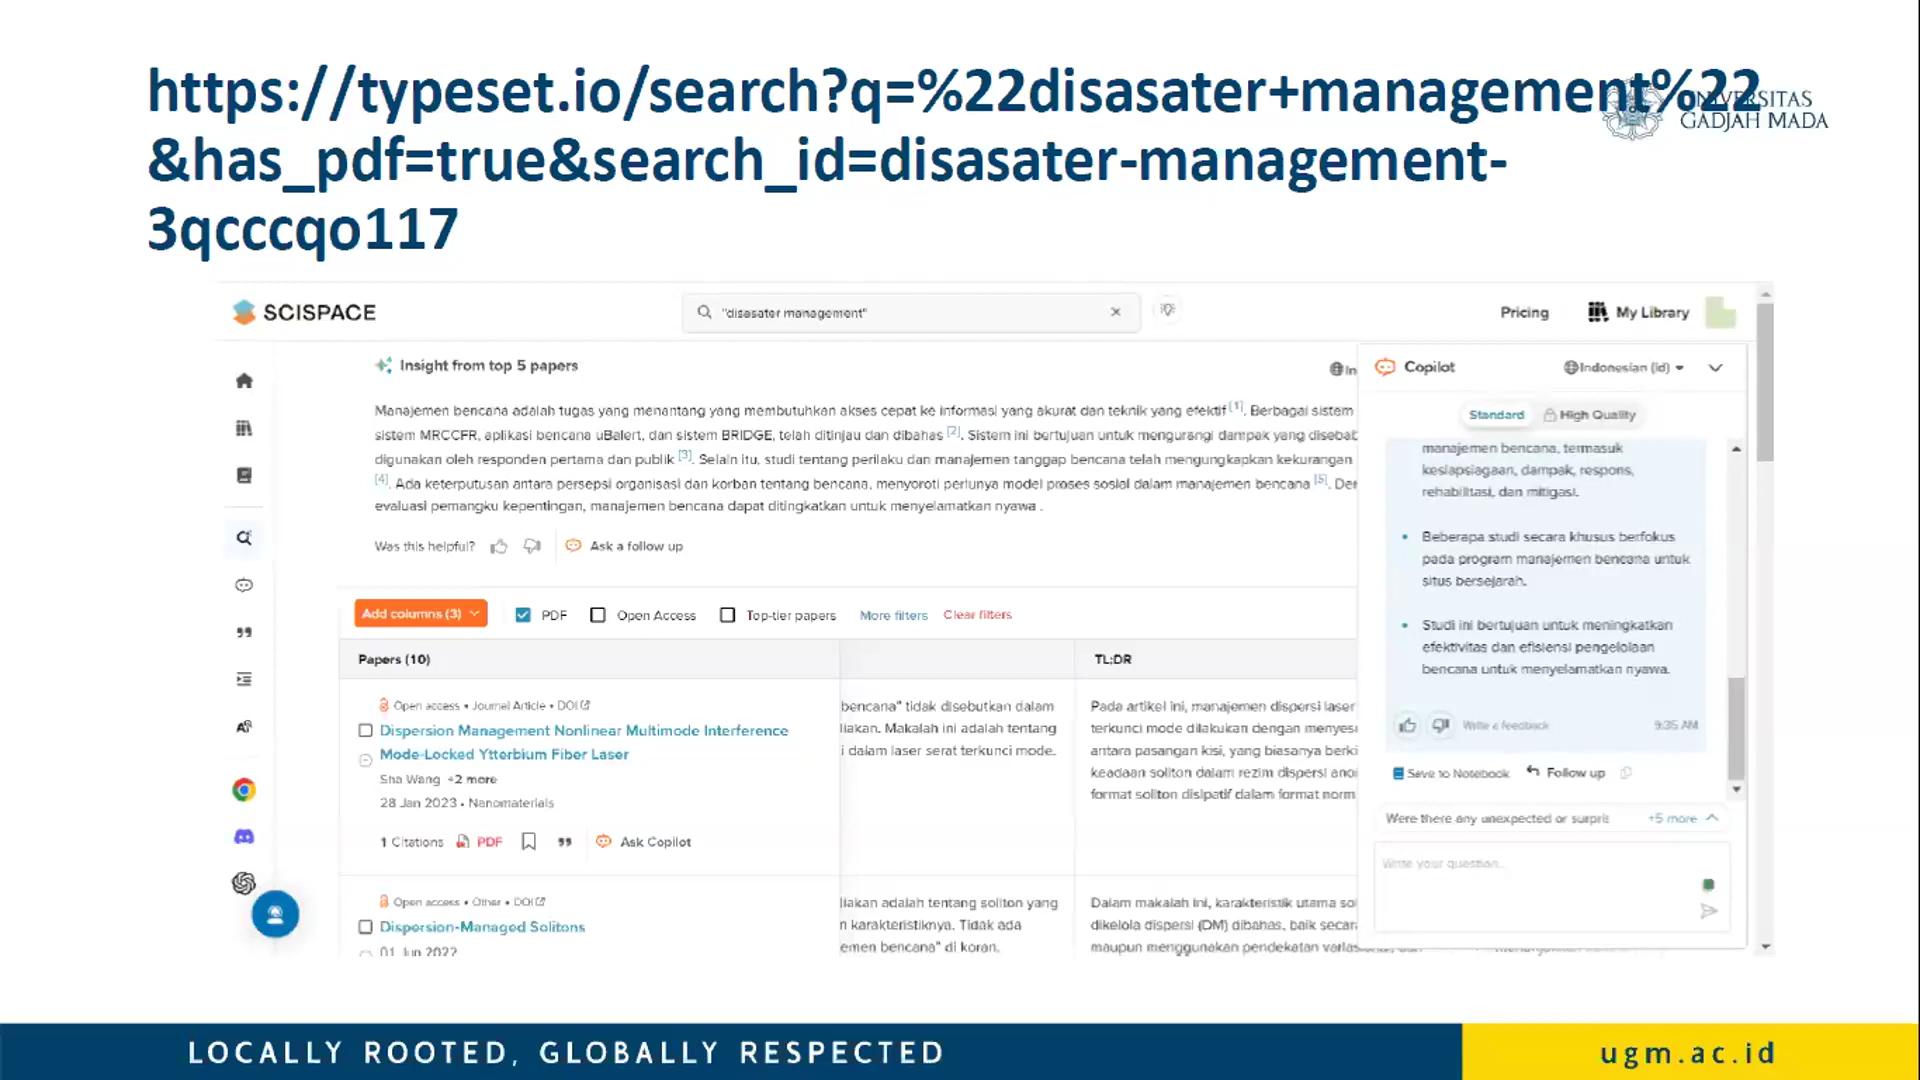 https://typeset.io/search?q=%22disasater+management%22
&has_pdf=true&search_id=disasater-management-
3qcccqo117
UNIVERSITAS
GADJAH MADA
SCISPACE
"disasater management"
Pricing
My Library
Insight from top 5 papers
Manajemen bencana adalah tugas yang menantang yang membutuhkan akses cepat ke informasi yang akurat dan teknik yang efektif [1]. Berbagai sistem
sistem MRCCFR, aplikasi bencana uBalert, dan sistem BRIDGE, telah ditinjau dan dibahas [2]. Sistem ini bertujuan untuk mengurangi dampak yang disebab
digunakan oleh responden pertama dan publik [3]. Selain itu, studi tentang perilaku dan manajemen tanggap bencana telah mengungkapkan kekurangan
[4]. Ada keterputusan antara persepsi organisasi dan korban tentang bencana, menyoroti perlunya model proses sosial dalam manajemen bencana [5]. Der
evaluasi pemangku kepentingan, manajemen bencana dapat ditingkatkan untuk menyelamatkan nyawa .
Was this helpful?
Ask a follow up
Add columns (3)
PDF
Open Access
Top-tier papers
More filters
Clear filters
Papers (10)
TL;DR
Open access • Journal Article • DOI
Dispersion Management Nonlinear Multimode Interference
Mode-Locked Ytterbium Fiber Laser
Sha Wang +2 more
28 Jan 2023 • Nanomaterials
1 Citations
PDF
Ask Copilot
bencana" tidak disebutkan dalam
liakan. Makalah ini adalah tentang
i dalam laser serat terkunci mode.
Pada artikel ini, manajemen dispersi laser
terkunci mode dilakukan dengan menyes
antara pasangan kisi, yang biasanya berki
keadaan soliton dalam rezim dispersi anoi
format soliton disipatif dalam format norm
Open access • Other • DOI
Dispersion-Managed Solitons
01 Jun 2022
liakan adalah tentang soliton yang
n karakteristiknya. Tidak ada
emen bencana" di koran.
Dalam makalah ini, karakteristik utama so
dikelola dispersi (DM) dibahas, baik secara
maupun menggunakan pendekatan
Copilot
Indonesian (id)
Standard
High Quality
manajemen bencana, termasuk
kesiapsiagaan, dampak, respons,
rehabilitasi, dan mitigasi.
• Beberapa studi secara khusus berfokus
pada program manajemen bencana untuk
situs bersejarah.
• Studi ini bertujuan untuk meningkatkan
efektivitas dan efisiensi pengelolaan
bencana untuk menyelamatkan nyawa.
Write a feedback
9:35 AM
Save to Notebook
Follow up
Were there any unexpected or surpris
+5 more
Write your question...
LOCALLY ROOTED, GLOBALLY RESPECTED
ugm.ac.id